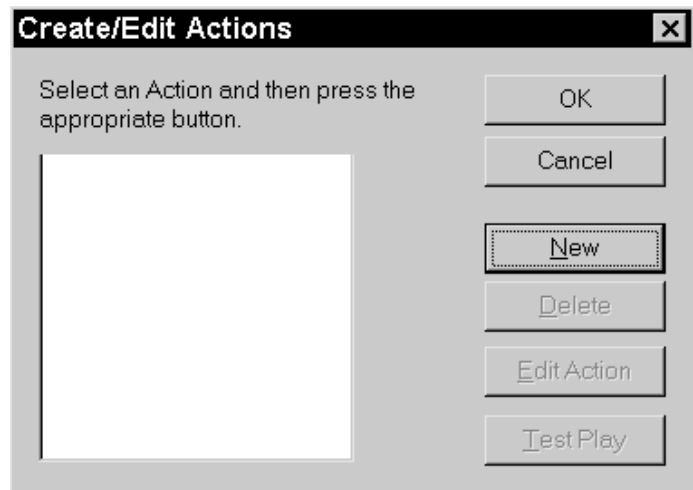 Create/Edit Actions
Select an Action and then press the
appropriate button.
OK
Cancel
New
Delete
Edit Action
Test Play